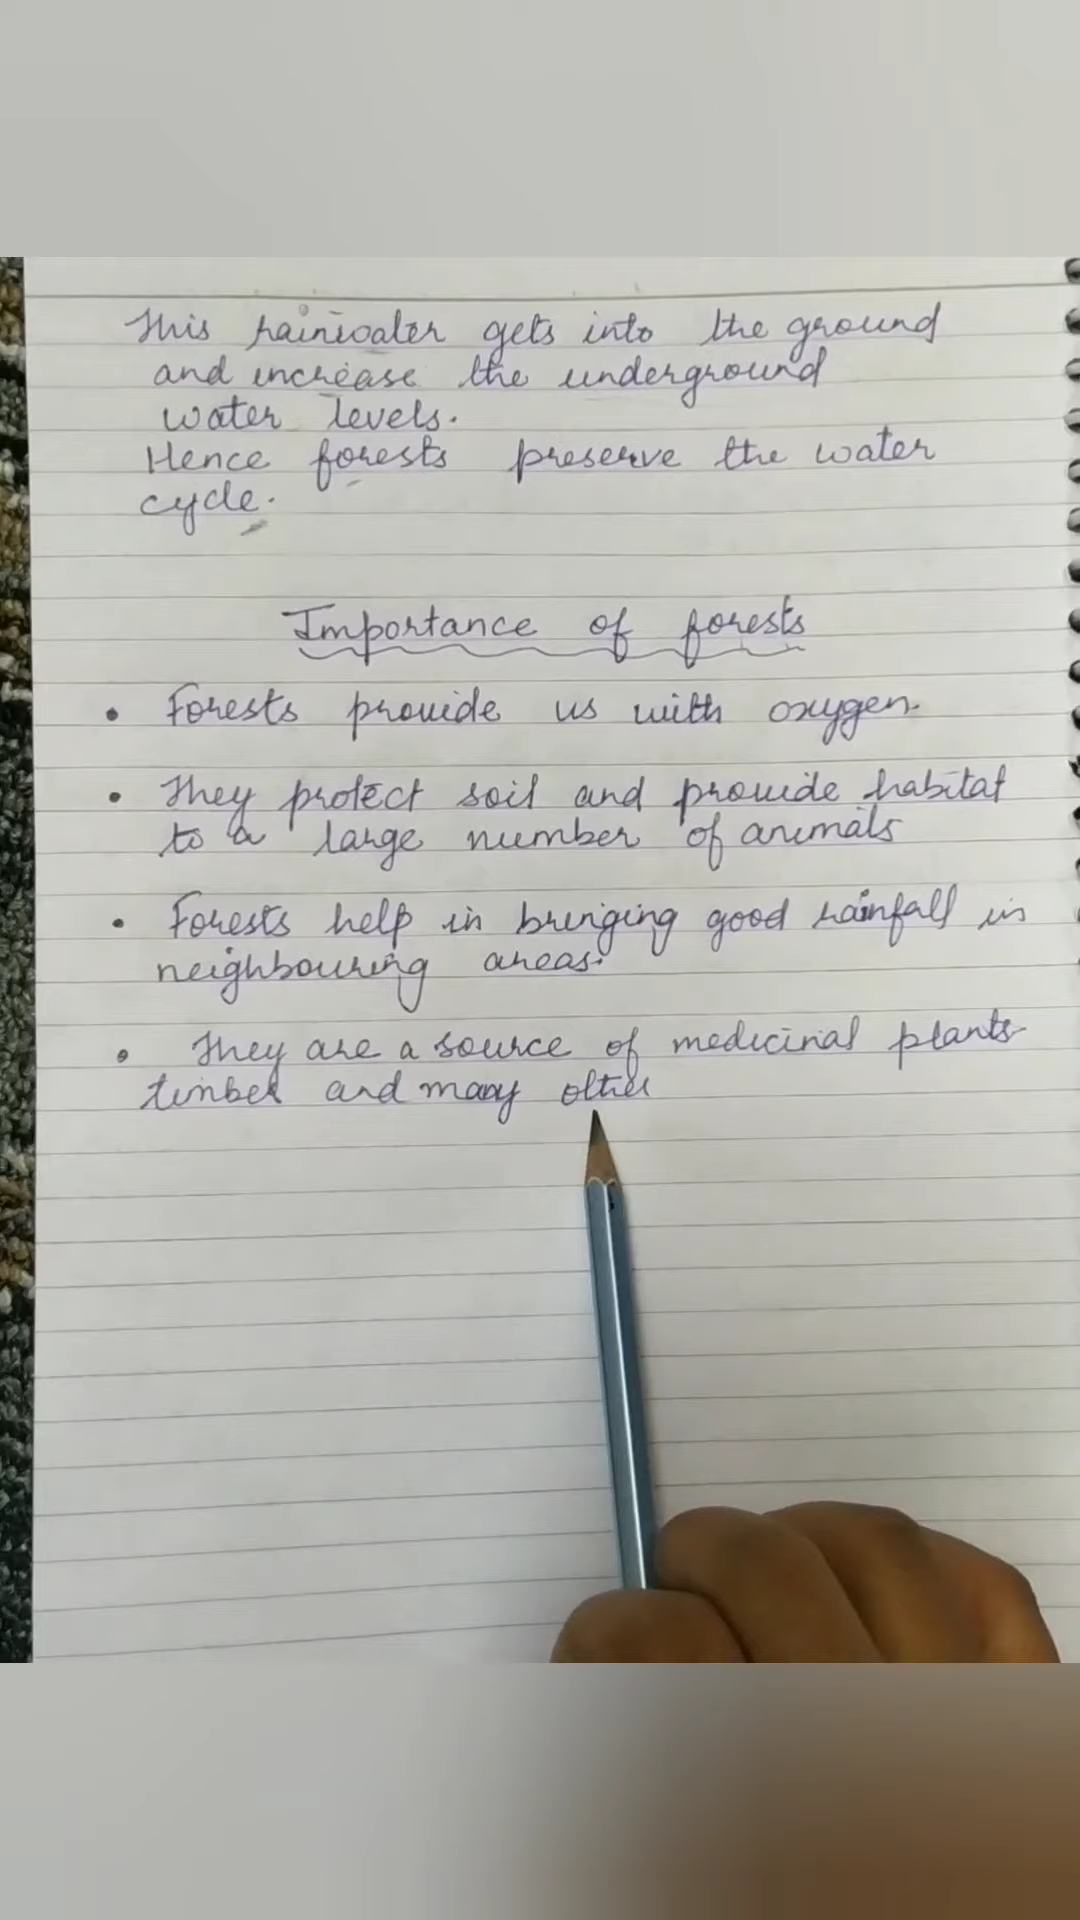 This rainwater gets into the ground
and increase the underground
water levels.
Hence forests preserve the water
cycle.
Importance of forests
• Forests provide us with oxygen.
• They protect soil and provide habitat
to a large number of animals
• Forests help in bringing good rainfall in
neighbouring areas.
• They are a source of medicinal plants
timber and many other